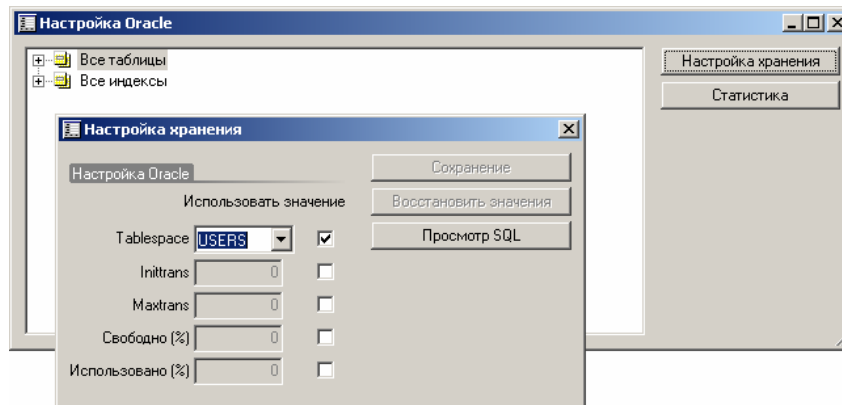 Настройка Oracle
Все таблицы
Все индексы
Настройка хранения
Статистика
Настройка хранения
Настройка Oracle
Использовать значение
Tablespace USERS
Inittrans 0
Maxtrans 0
Свободно (%) 0
Использовано (%) 0
Сохранение
Восстановить значения
Просмотр SQL